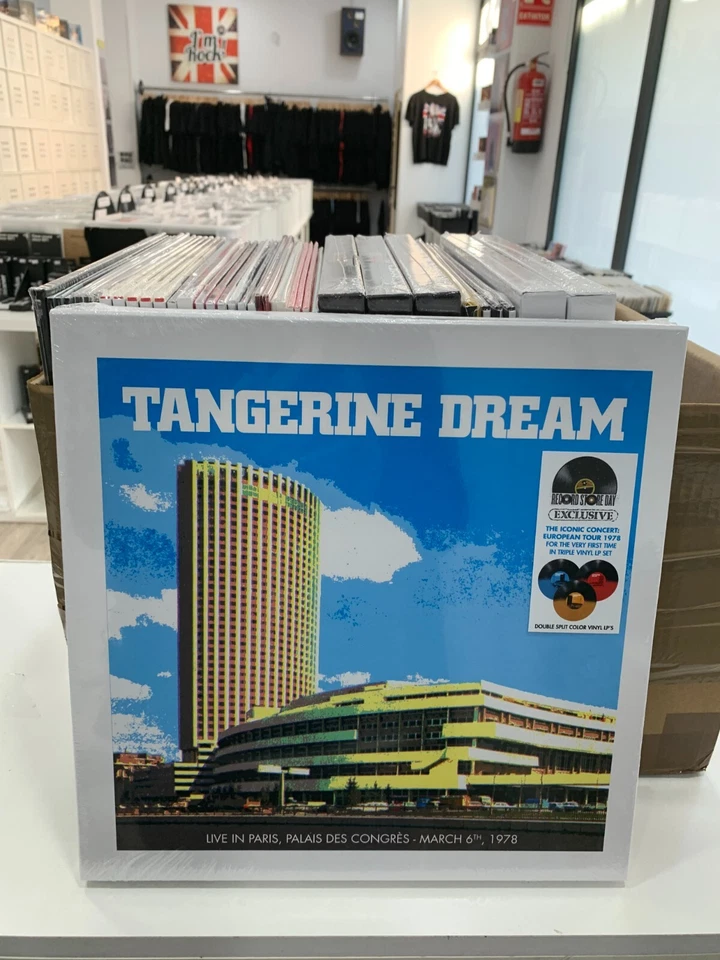 EXTINTOR
I'm
Rock!
TANGERINE DREAM
RECORD STORE DAY
EXCLUSIVE
THE ICONIC CONCERT:
EUROPEAN TOUR 1978
FOR THE VERY FIRST TIME
IN TRIPLE VINYL LP SET
DOUBLE SPLIT COLOR VINYL LP'S
LIVE IN PARIS, PALAIS DES CONGRÈS - MARCH 6TH, 1978